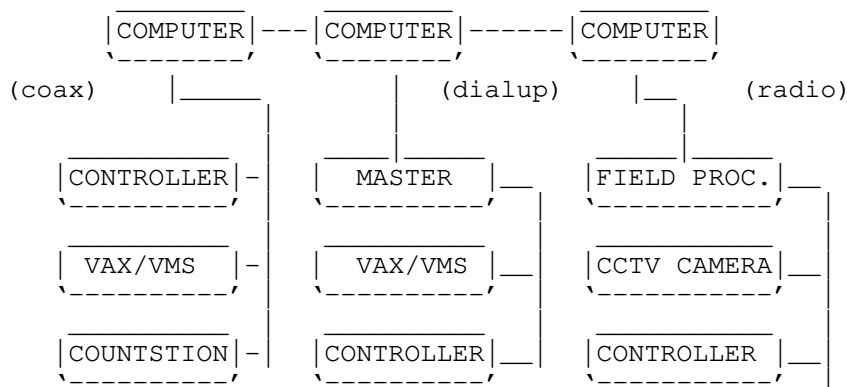 COMPUTER COMPUTER COMPUTER
(coax) (dialup) (radio)
CONTROLLER MASTER FIELD PROC.
VAX/VMS VAX/VMS CCTV CAMERA
COUNTSTION CONTROLLER CONTROLLER